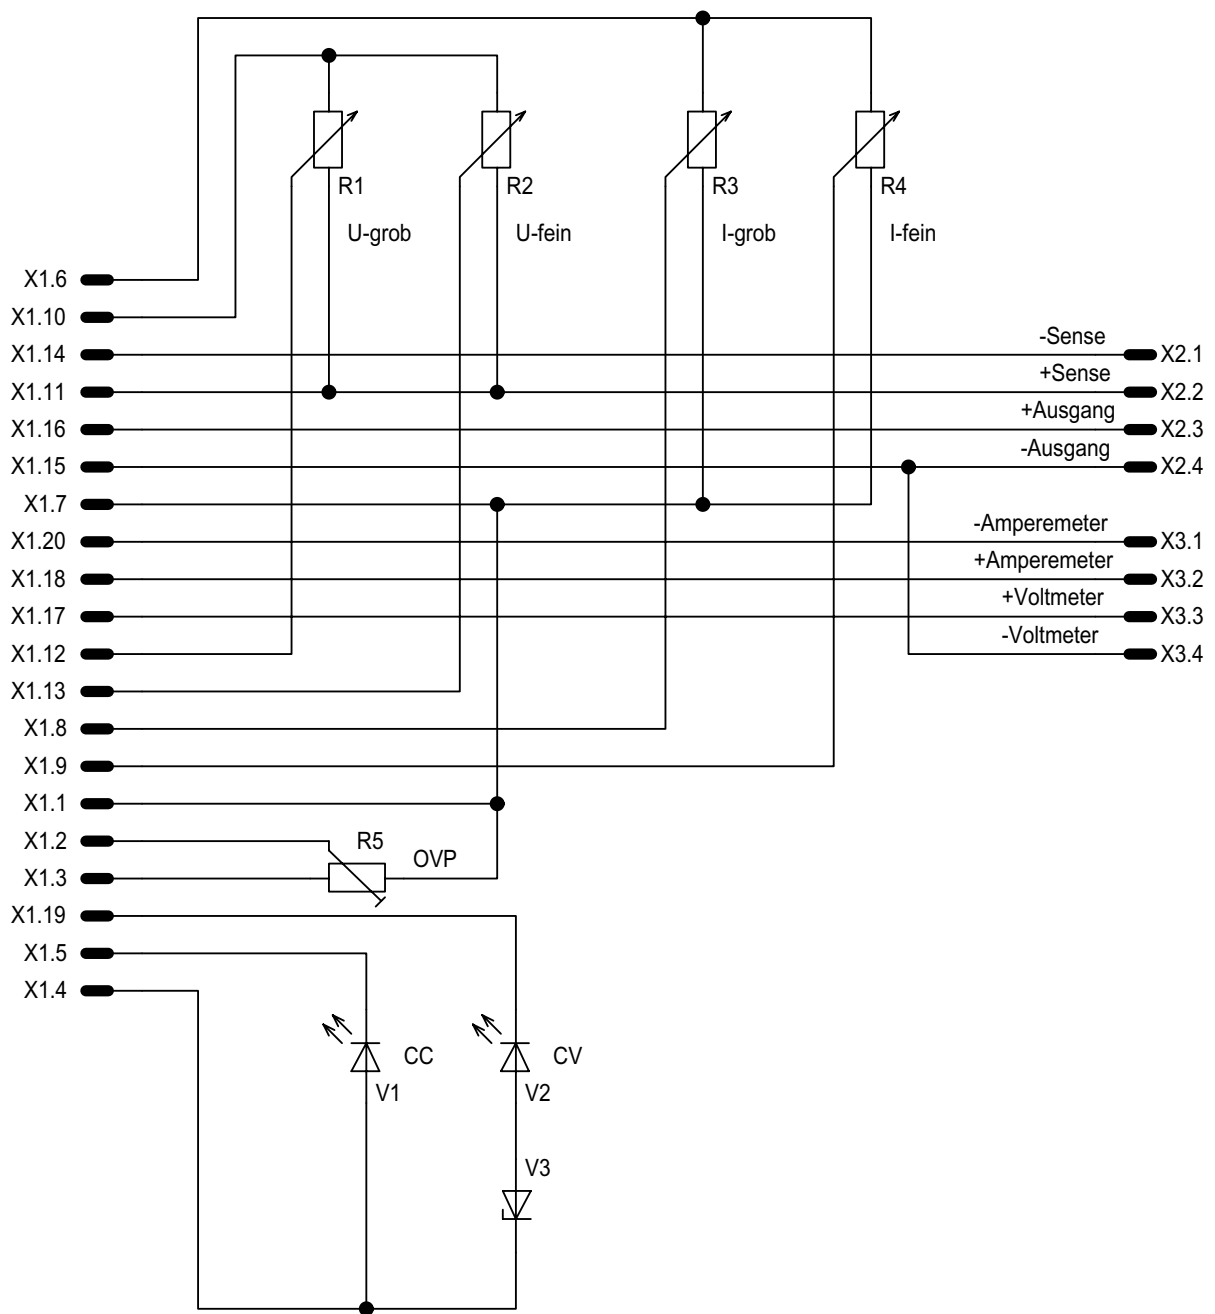 R1
R2
R3
R4
U-grob
U-fein
I-grob
I-fein
X1.6
X1.10
X1.14
-Sense
X2.1
X1.11
+Sense
X2.2
X1.16
+Ausgang
X2.3
X1.15
-Ausgang
X2.4
X1.7
X1.20
-Amperemeter
X3.1
X1.18
+Amperemeter
X3.2
X1.17
+Voltmeter
X3.3
X1.12
-Voltmeter
X3.4
X1.13
X1.8
X1.9
X1.1
X1.2
R5
X1.3
OVP
X1.19
X1.5
X1.4
CC
CV
V1
V2
V3